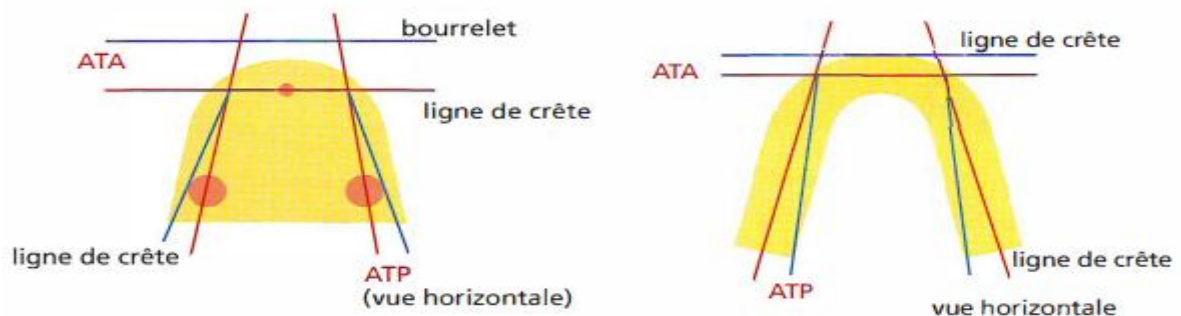 bourrelet
ATA
ligne de crête
ligne de crête
ATP
(vue horizontale)
ligne de crête
ATA
ligne de crête
ATP
vue horizontale